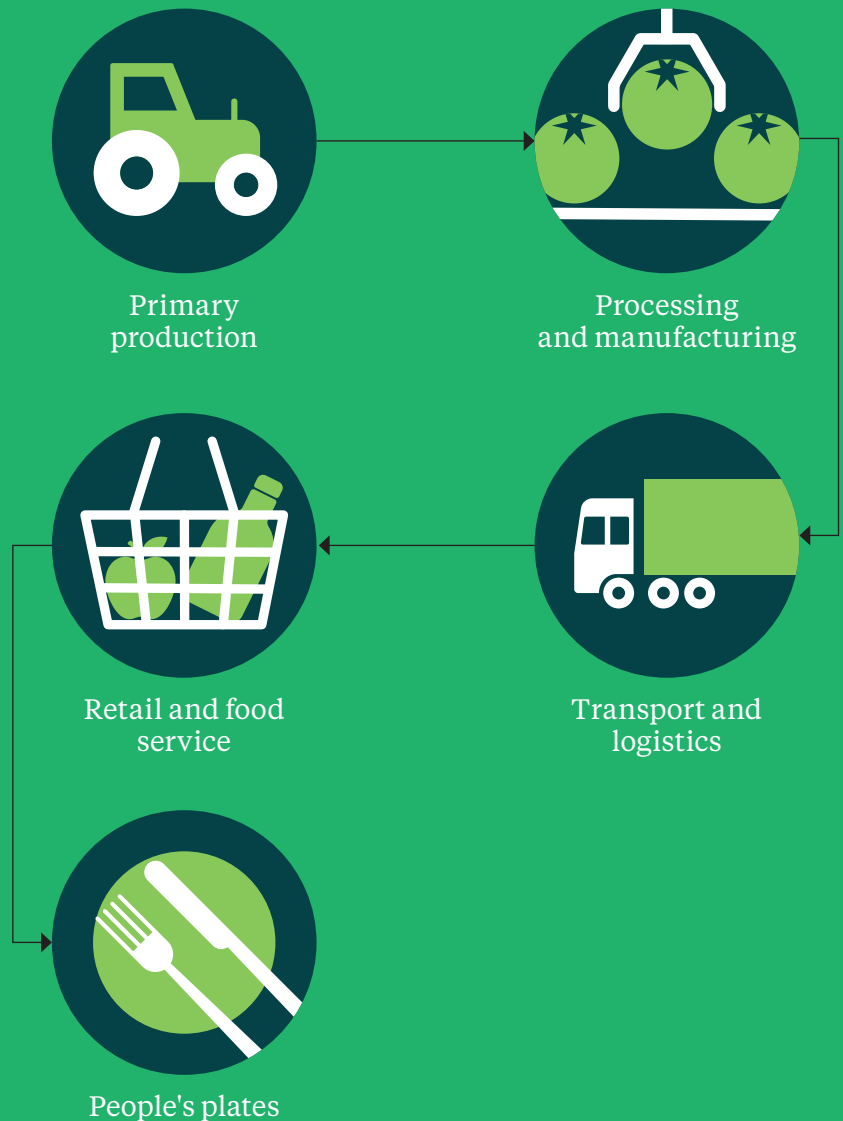 Primary
production
Processing
and manufacturing
Retail and food
service
Transport and
logistics
People's plates